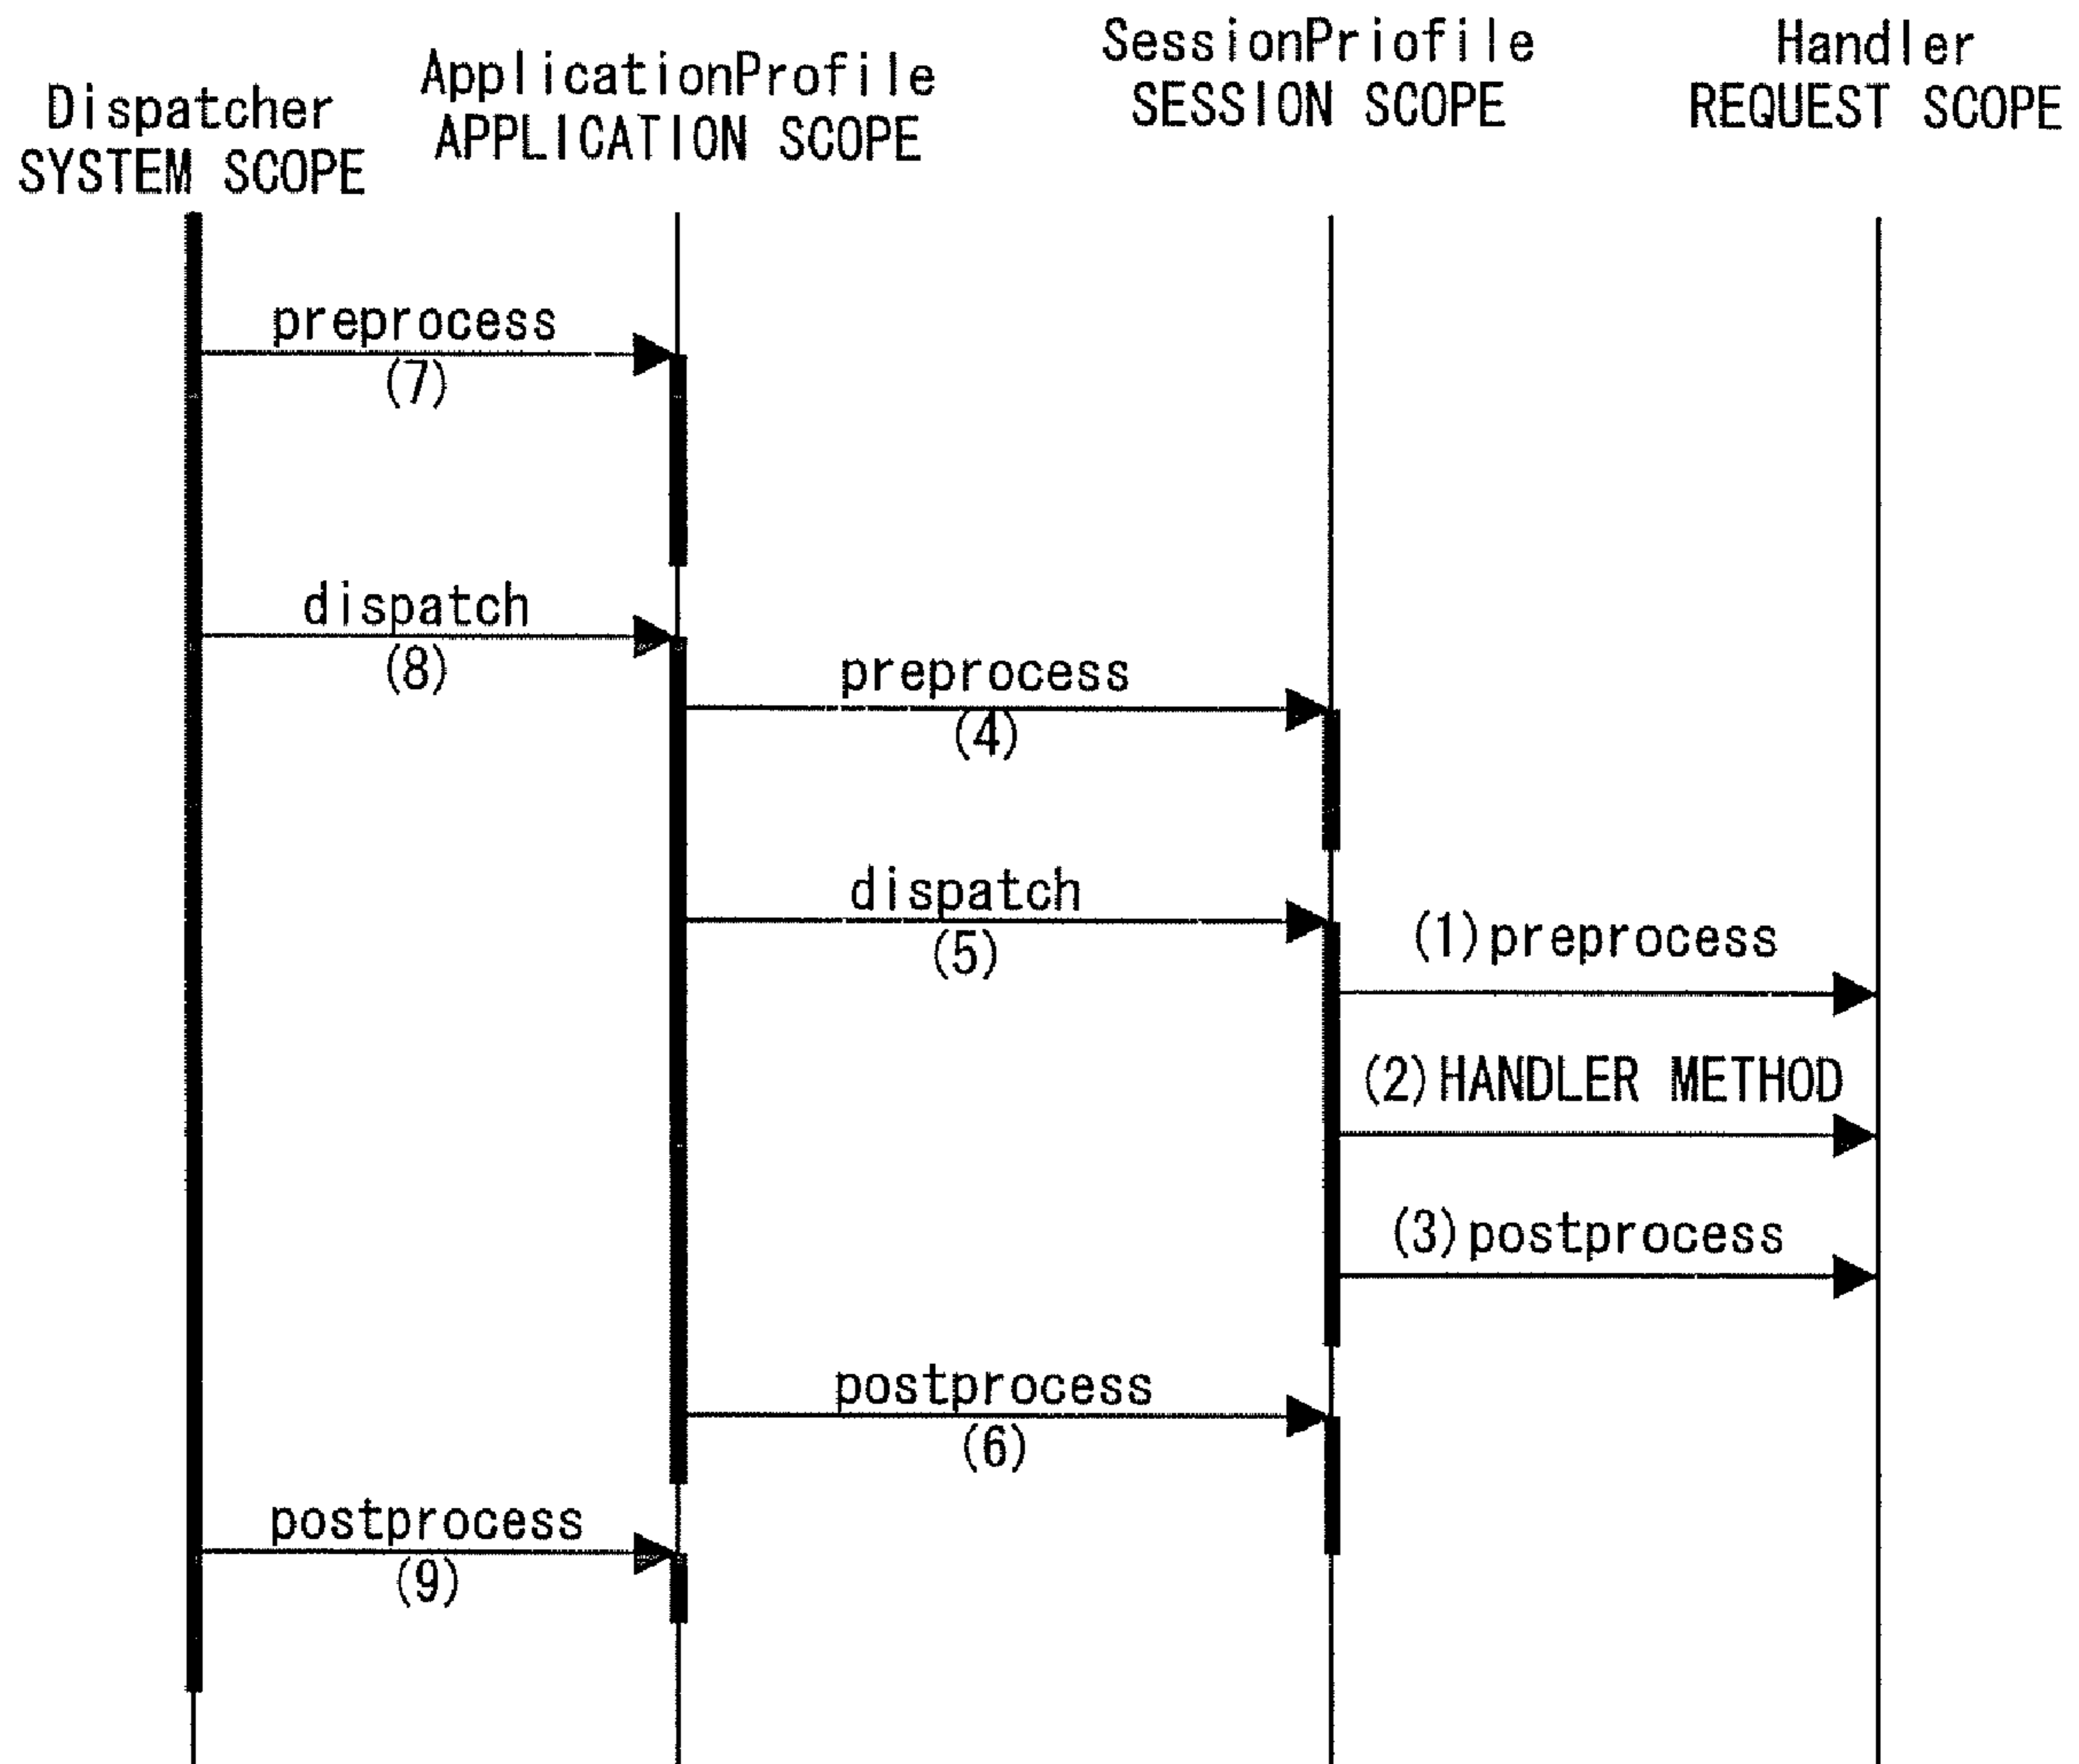 Dispatcher
SYSTEM SCOPE
ApplicationProfile
APPLICATION SCOPE
SessionPriofile
SESSION SCOPE
Handler
REQUEST SCOPE
preprocess
(7)
dispatch
(8)
preprocess
(4)
dispatch
(5)
(1)preprocess
(2)HANDLER METHOD
(3)postprocess
postprocess
(6)
postprocess
(9)